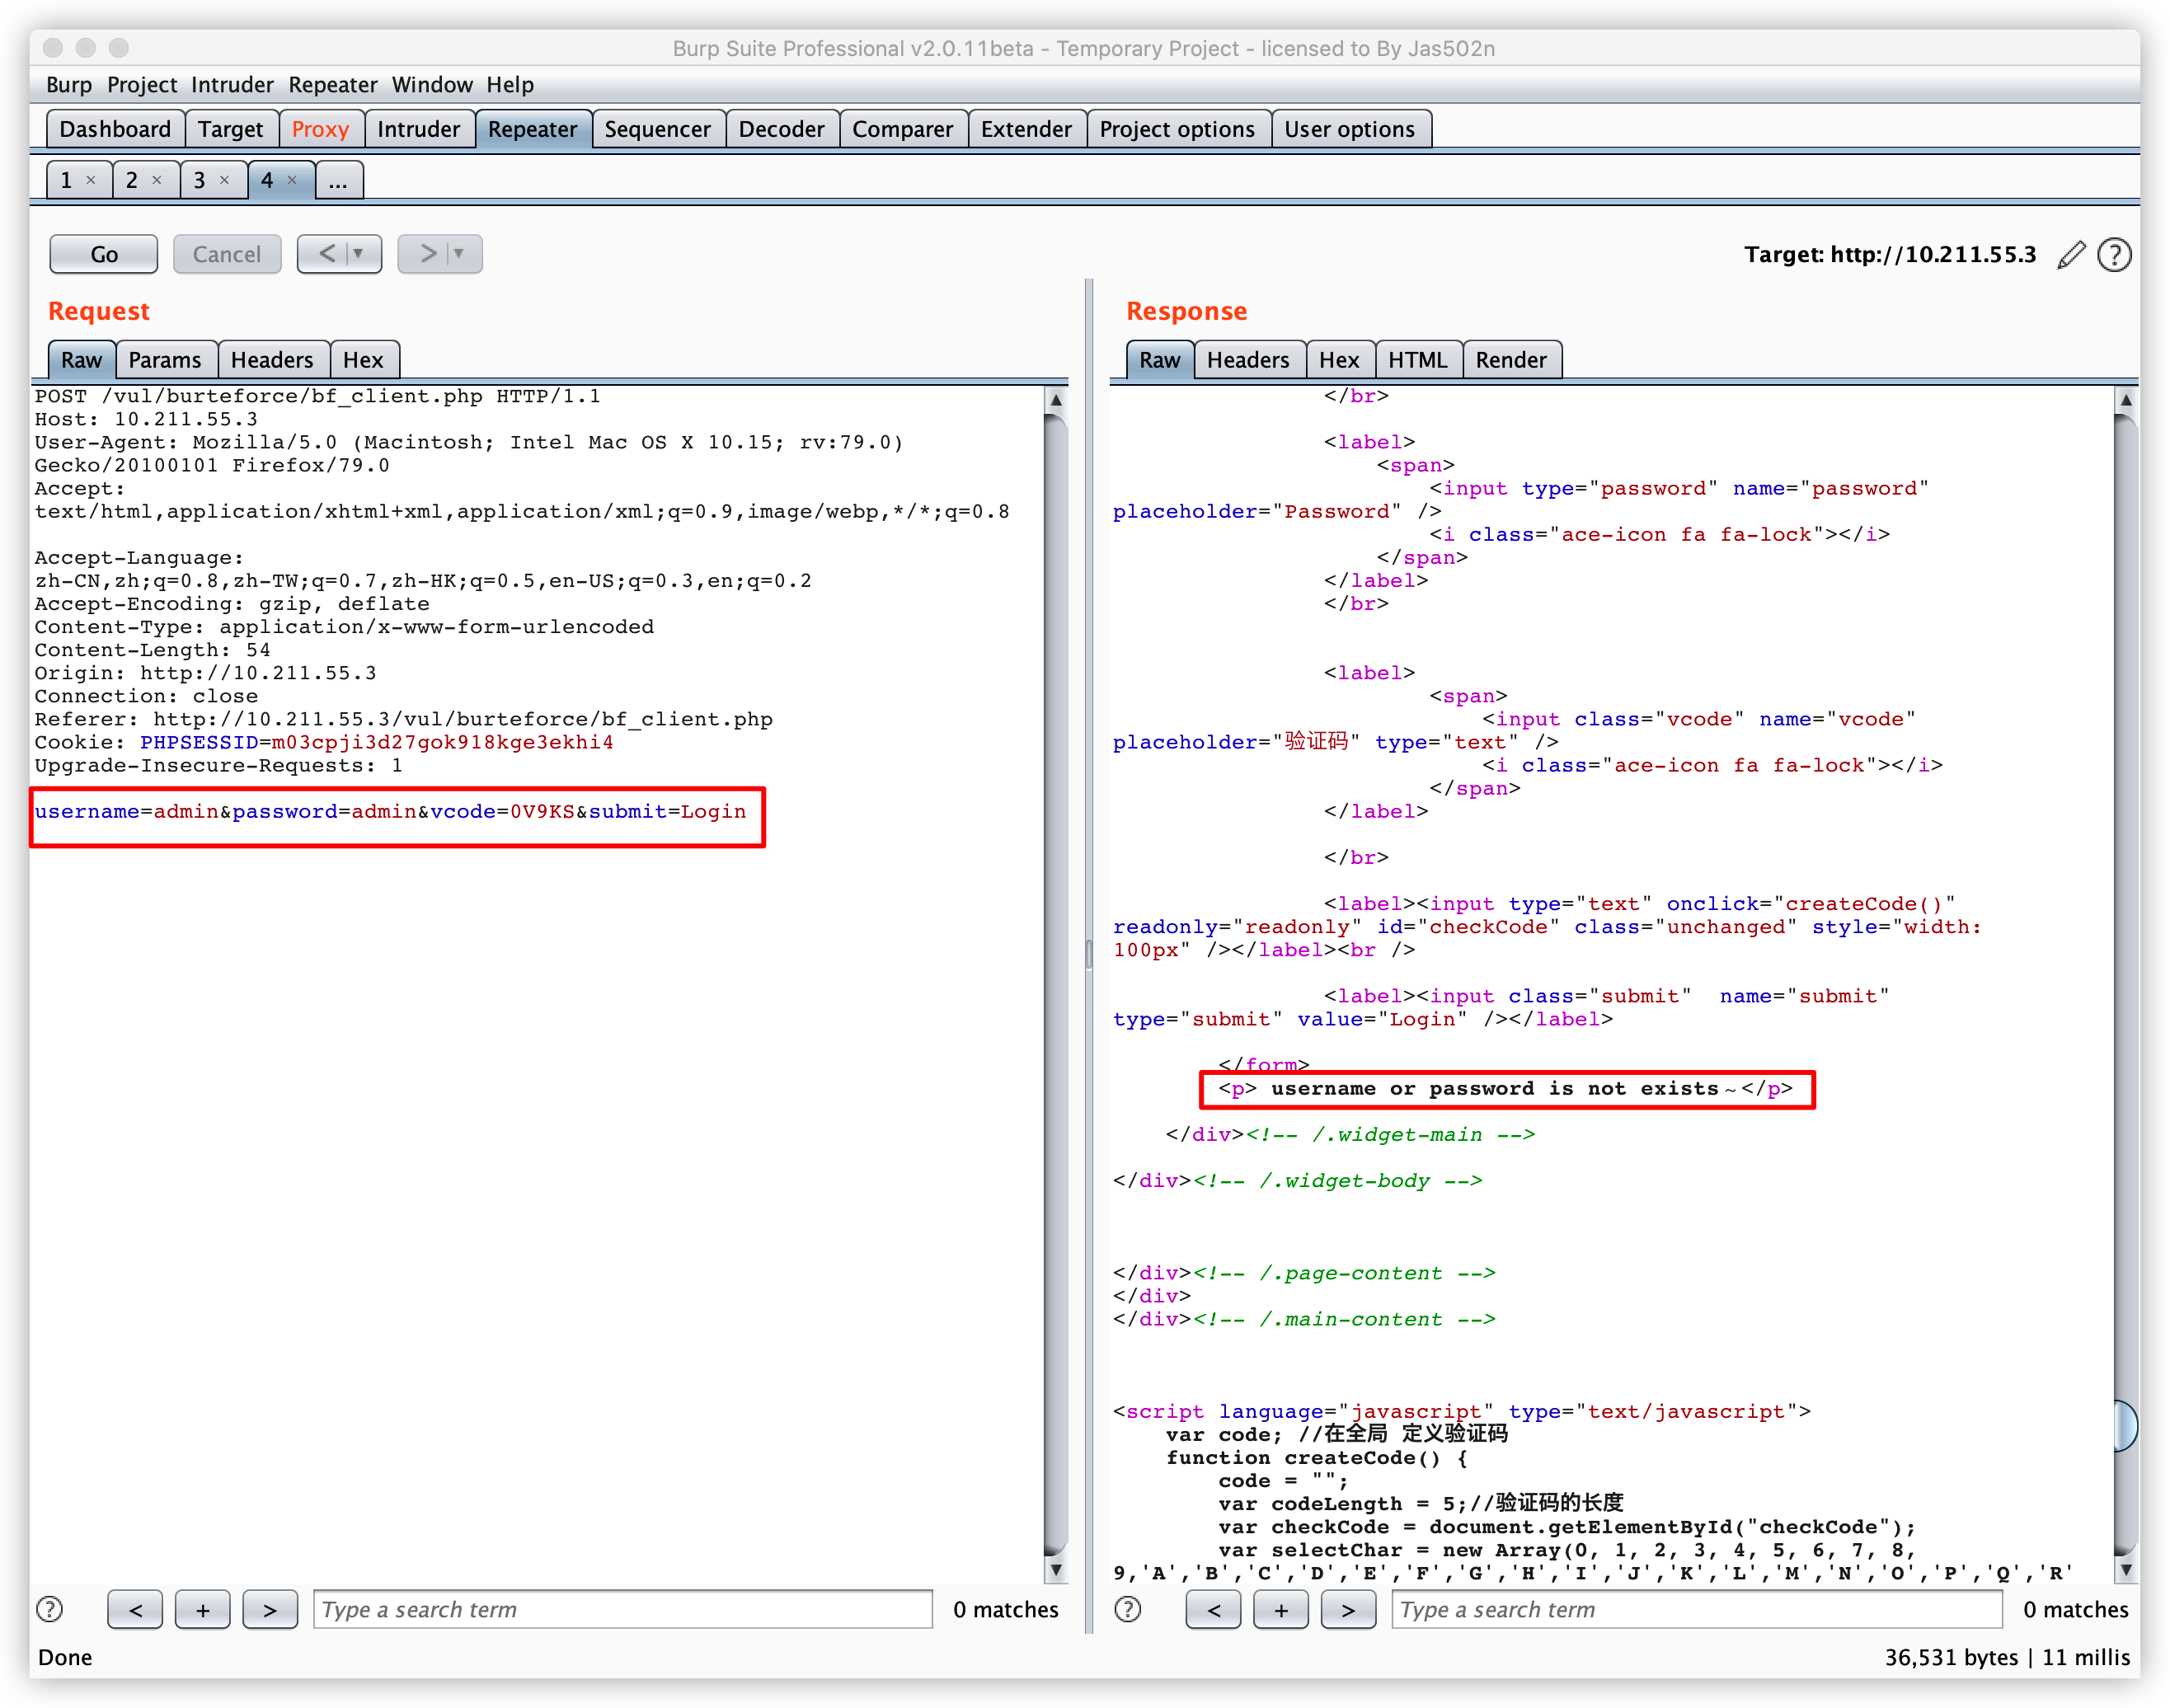 Burp Suite Professional v2.0.11beta - Temporary Project - licensed to By Jas502n
Burp Project Intruder Repeater Window Help
Dashboard Target Proxy Intruder Repeater Sequencer Decoder Comparer Extender Project options User options
1 × 2 × 3 × 4 × ...
Go Cancel < > Target: http://10.211.55.3 ?
Request
Raw Params Headers Hex
POST /vul/burteforce/bf_client.php HTTP/1.1
Host: 10.211.55.3
User-Agent: Mozilla/5.0 (Macintosh; Intel Mac OS X 10.15; rv:79.0)
Gecko/20100101 Firefox/79.0
Accept:
text/html,application/xhtml+xml,application/xml;q=0.9,image/webp,*/*;q=0.8
Accept-Language:
zh-CN,zh;q=0.8,zh-TW;q=0.7,zh-HK;q=0.5,en-US;q=0.3,en;q=0.2
Accept-Encoding: gzip, deflate
Content-Type: application/x-www-form-urlencoded
Content-Length: 54
Origin: http://10.211.55.3
Connection: close
Referer: http://10.211.55.3/vul/burteforce/bf_client.php
Cookie: PHPSESSID=m03cpji3d27gok918kge3ekhi4
Upgrade-Insecure-Requests: 1
username=admin&password=admin&vcode=0V9KS&submit=Login
? < + > Type a search term 0 matches
Response
Raw Headers Hex HTML Render
</br>
<label>
<span>
<input type="password" name="password"
placeholder="Password" />
<i class="ace-icon fa fa-lock"></i>
</span>
</label>
</br>
<label>
<span>
<input class="vcode" name="vcode"
placeholder="验证码" type="text" />
<i class="ace-icon fa fa-lock"></i>
</span>
</label>
</br>
<label><input type="text" onclick="createCode()"
readonly="readonly" id="checkCode" class="unchanged" style="width:
100px" /></label><br />
<label><input class="submit"  name="submit"
type="submit" value="Login" /></label>
</form>
<p> username or password is not exists～</p>
</div><!-- /.widget-main -->
</div><!-- /.widget-body -->
</div><!-- /.page-content -->
</div>
</div><!-- /.main-content -->
<script language="javascript" type="text/javascript">
var code; //在全局 定义验证码
function createCode() {
code = "";
var codeLength = 5;//验证码的长度
var checkCode = document.getElementById("checkCode");
var selectChar = new Array(0, 1, 2, 3, 4, 5, 6, 7, 8,
9,'A','B','C','D','E','F','G','H','I','J','K','L','M','N','O','P','Q','R'
? < + > Type a search term 0 matches
Done
36,531 bytes | 11 millis